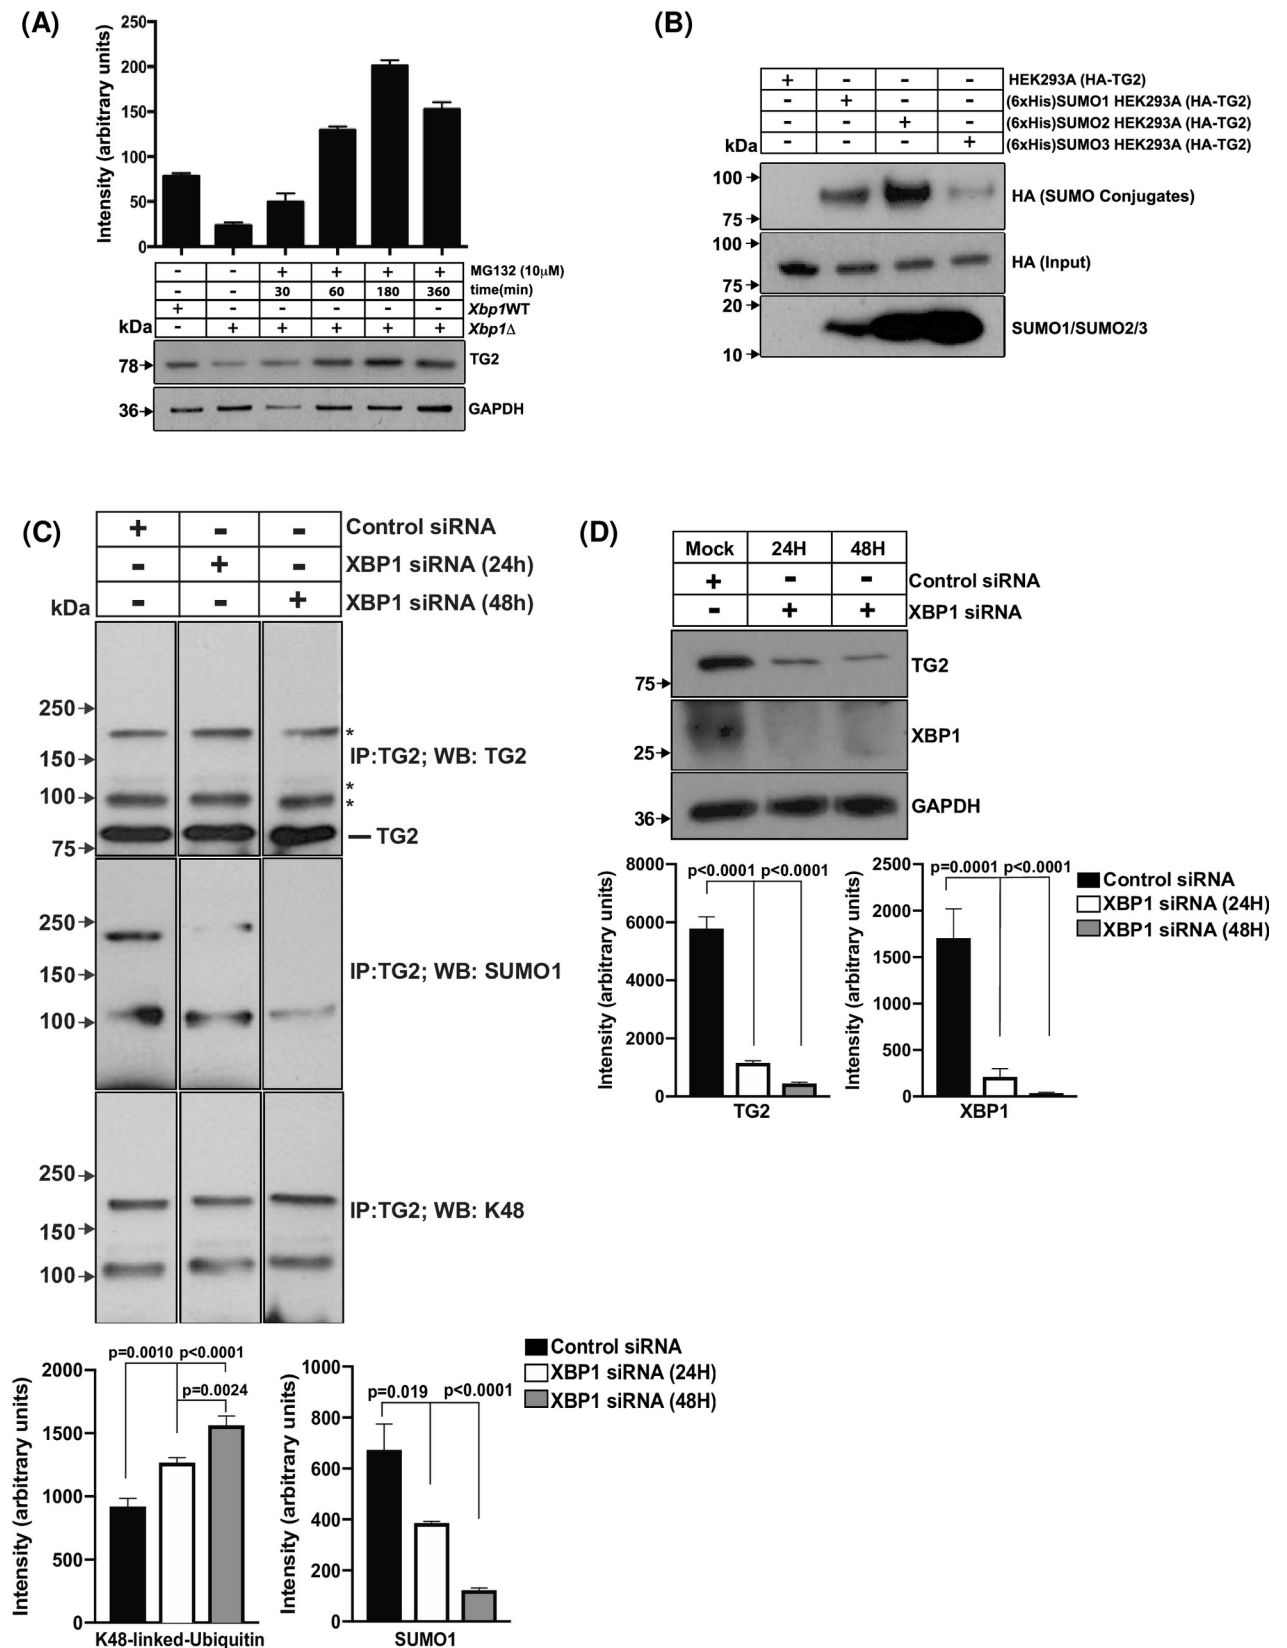 (A)
Intensity (arbitrary units)
250
200
150
100
50
0
- - + + + + MG132 (10μM)
- - 30 60 180 360 time(min)
+ - - - - - Xbp1WT
kDa - + + + + + Xbp1Δ
78 TG2
36 GAPDH
(B)
+ - - - HEK293A (HA-TG2)
- + - - (6xHis)SUMO1 HEK293A (HA-TG2)
- - + - (6xHis)SUMO2 HEK293A (HA-TG2)
kDa - - - + (6xHis)SUMO3 HEK293A (HA-TG2)
100
HA (SUMO Conjugates)
75
100
HA (Input)
75
20
SUMO1/SUMO2/3
10
(C)
+ - - Control siRNA
- + - XBP1 siRNA (24h)
kDa - - + XBP1 siRNA (48h)
250
*
150 IP:TG2; WB: TG2
*
100
*
TG2
75
250
150 IP:TG2; WB: SUMO1
100
250
IP:TG2; WB: K48
150
100
Intensity (arbitrary units)
2000
1500
1000
500
0
p=0.0010 p<0.0001
p=0.0024
K48-linked-Ubiquitin
Intensity (arbitrary units)
1000
800
600
400
200
0
p=0.019 p<0.0001
SUMO1
Control siRNA
XBP1 siRNA (24H)
XBP1 siRNA (48H)
(D)
Mock 24H 48H
+ - - Control siRNA
- + + XBP1 siRNA
TG2
75
XBP1
25
GAPDH
36
Intensity (arbitrary units)
8000
6000
4000
2000
0
p<0.0001 p<0.0001
TG2
Intensity (arbitrary units)
2500
2000
1500
1000
500
0
p=0.0001 p<0.0001
XBP1
Control siRNA
XBP1 siRNA (24H)
XBP1 siRNA (48H)